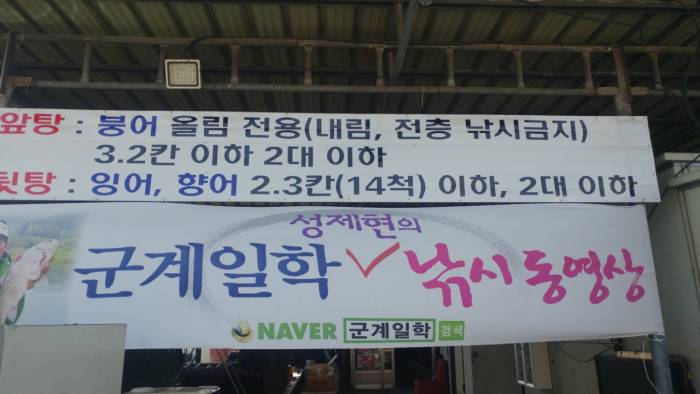 앞탕 : 붕어 올림 전용(내림, 전층 낚시금지)
3.2칸 이하 2대 이하
뒷탕 : 잉어, 향어 2.3칸(14척) 이하, 2대 이하
성제현의
군계일학 낚시 동영상
NAVER 군계일학 검색